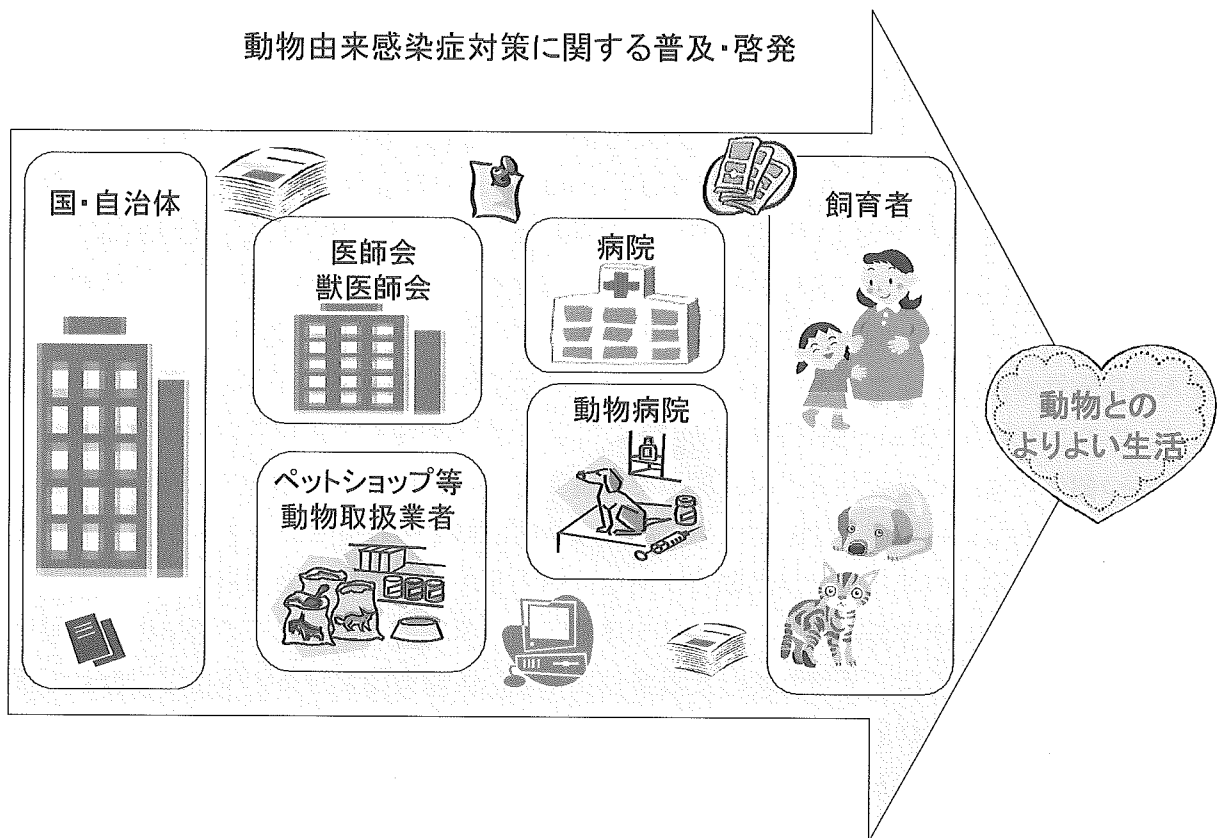 動物由来感染症対策に関する普及・啓発
国・自治体
医師会
獣医師会
病院
飼育者
動物病院
ペットショップ等
動物取扱業者
動物との
よりよい生活